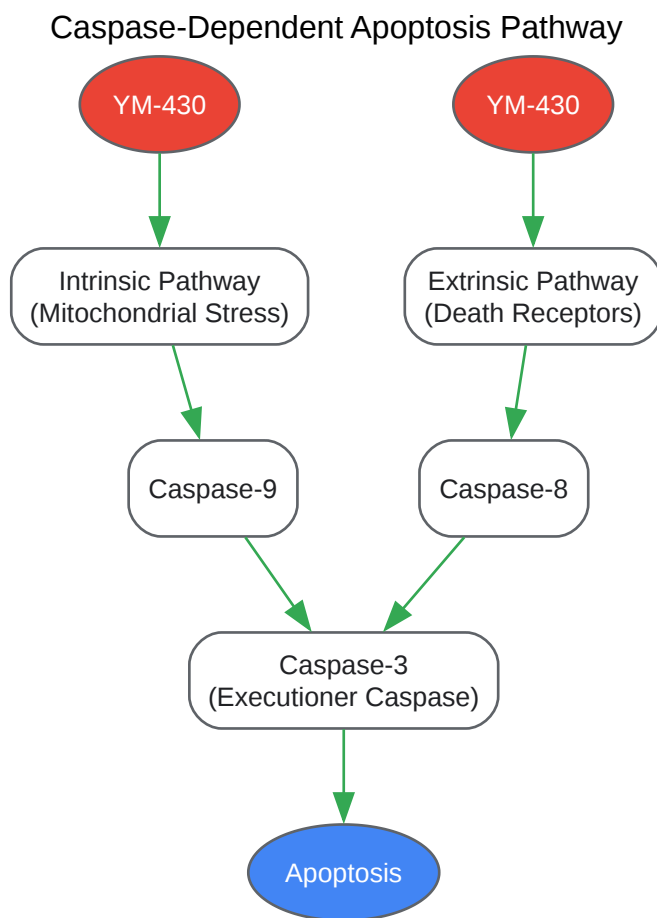 Caspase-Dependent Apoptosis Pathway
YM-430
YM-430
Intrinsic Pathway
(Mitochondrial Stress)
Extrinsic Pathway
(Death Receptors)
Caspase-9
Caspase-8
Caspase-3
(Executioner Caspase)
Apoptosis